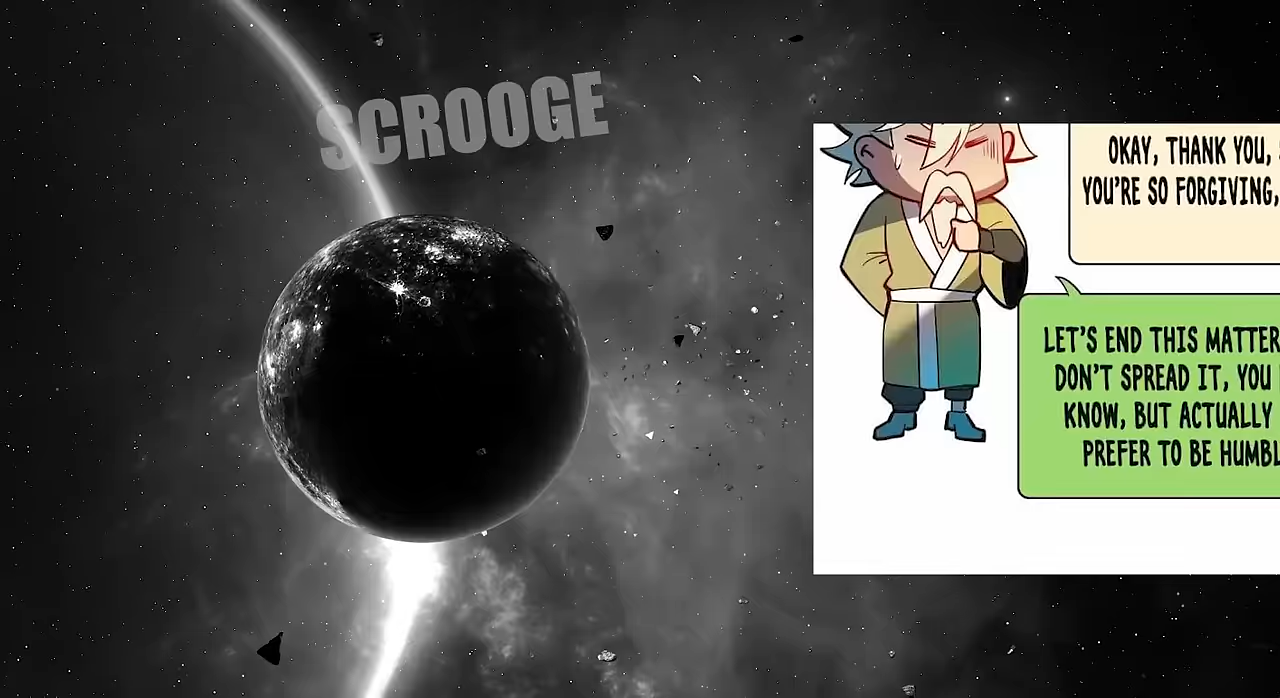 SCROOGE
OKAY, THANK YOU,
YOU'RE SO FORGIVING,
LET'S END THIS MATTER
DON'T SPREAD IT, YOU
KNOW, BUT ACTUALLY
PREFER TO BE HUMBL